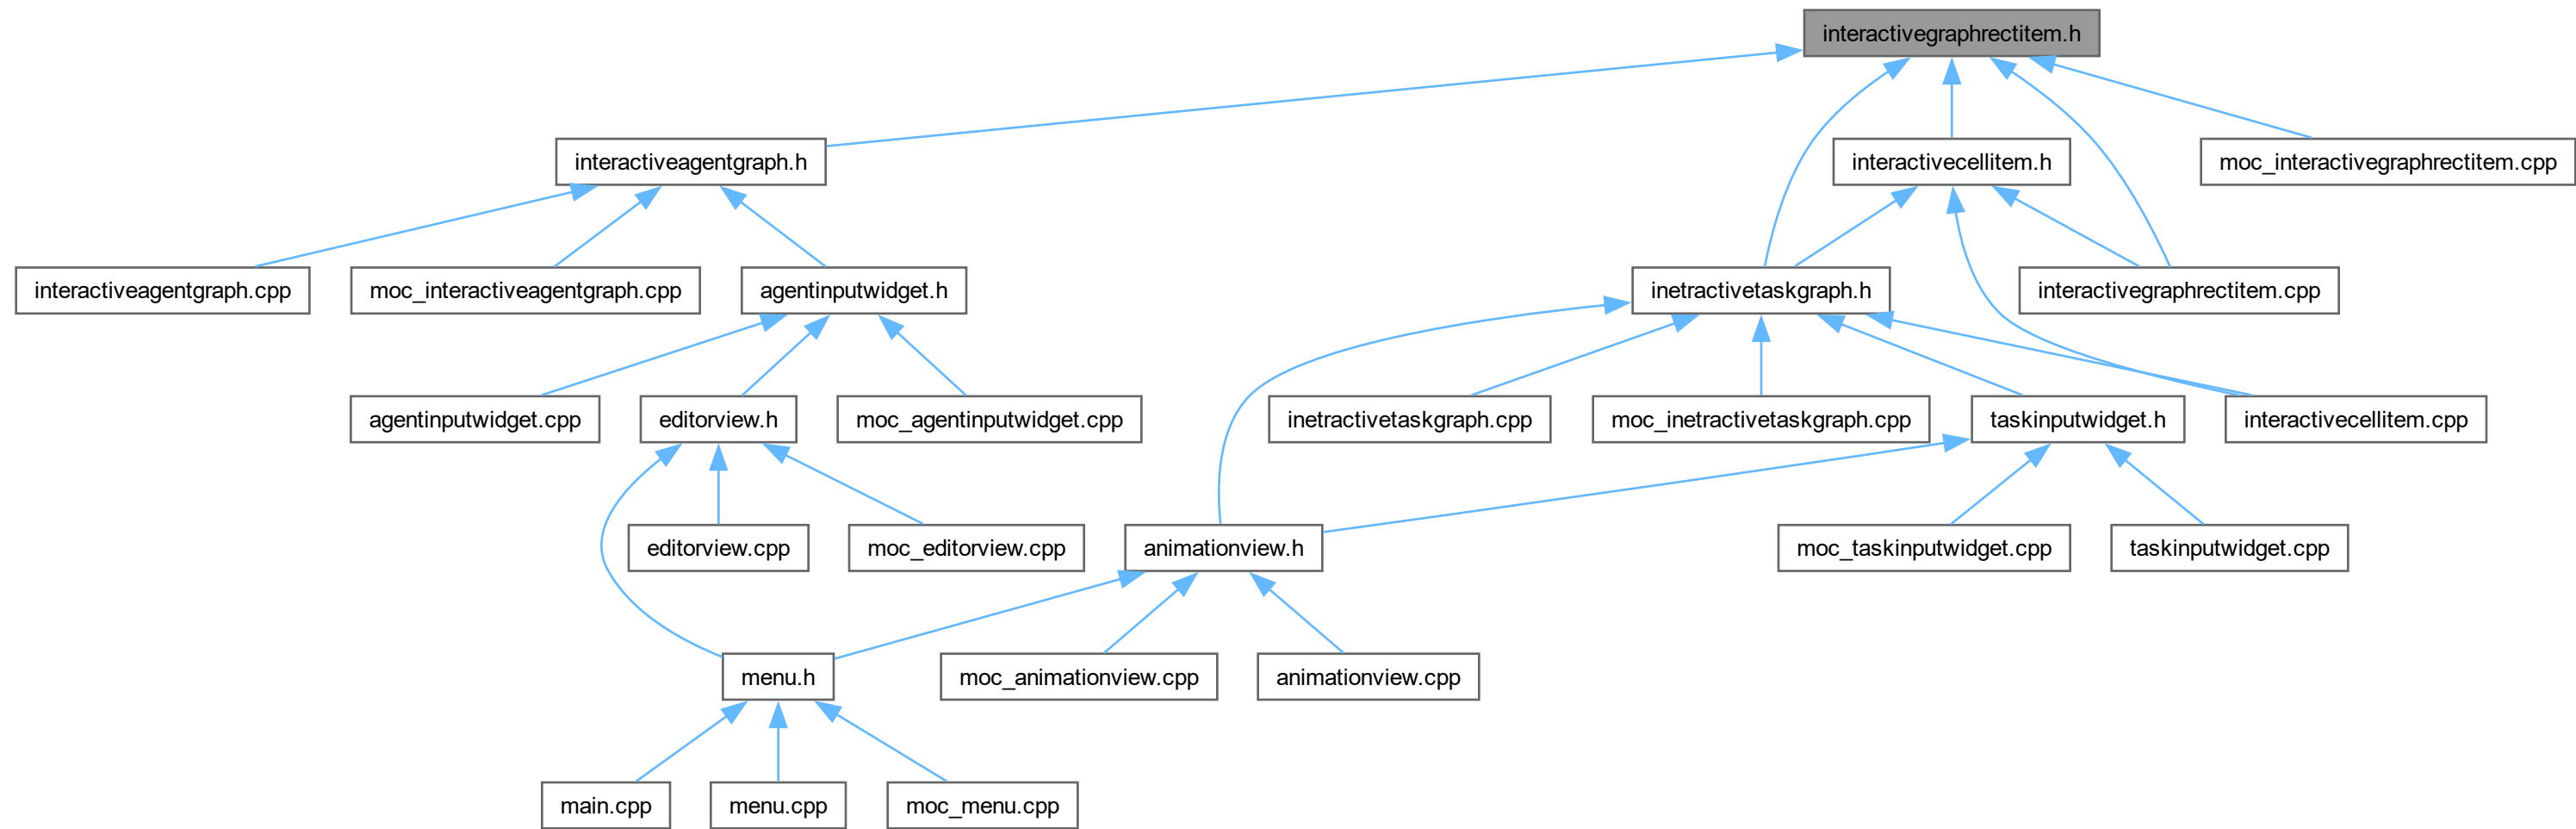 interactivegraphrectitem.h
interactiveagentgraph.h
interactivecellitem.h
moc_interactivegraphrectitem.cpp
interactiveagentgraph.cpp
moc_interactiveagentgraph.cpp
agentinputwidget.h
inetractivetaskgraph.h
interactivegraphrectitem.cpp
agentinputwidget.cpp
editorview.h
moc_agentinputwidget.cpp
inetractivetaskgraph.cpp
moc_inetractivetaskgraph.cpp
taskinputwidget.h
interactivecellitem.cpp
editorview.cpp
moc_editorview.cpp
animationview.h
moc_taskinputwidget.cpp
taskinputwidget.cpp
menu.h
moc_animationview.cpp
animationview.cpp
main.cpp
menu.cpp
moc_menu.cpp